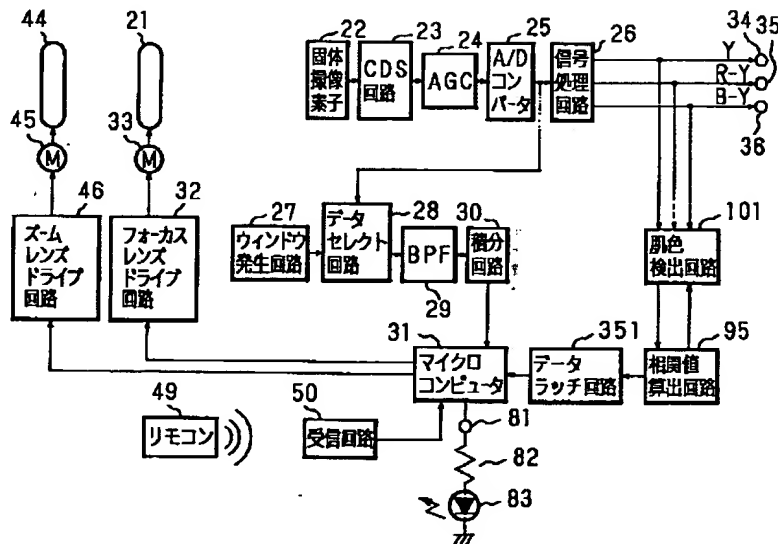 44
21
22
23
24
25
26
34
35
36
固体
撮像
素子
CDS
回路
AGC
A/D
コン
バータ
信号
処理
回路
Y
R-Y
B-Y
45
M
33
M
46
32
ズーム
レンズ
ドライブ
回路
フォーカス
レンズ
ドライブ
回路
27
ウィンドウ
発生回路
データ
セレクト
回路
28
BPF
29
30
積分
回路
101
肌色
検出回路
31
マイクロ
コンピュータ
351
データ
ラッチ回路
95
相関値
算出回路
49
リモコン
50
受信回路
81
82
83